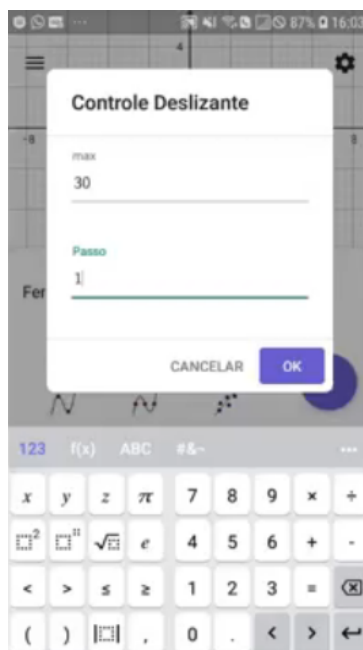 87% 16:03
4
-8 8
Controle Deslizante
max
30
Passo
1
Fer
CANCELAR OK
123 f(x) ABC #&¬ ...
x y z π 7 8 9 × ÷
² √ e 4 5 6 + -
< > ≤ ≥ 1 2 3 =
( ) , 0 . < >